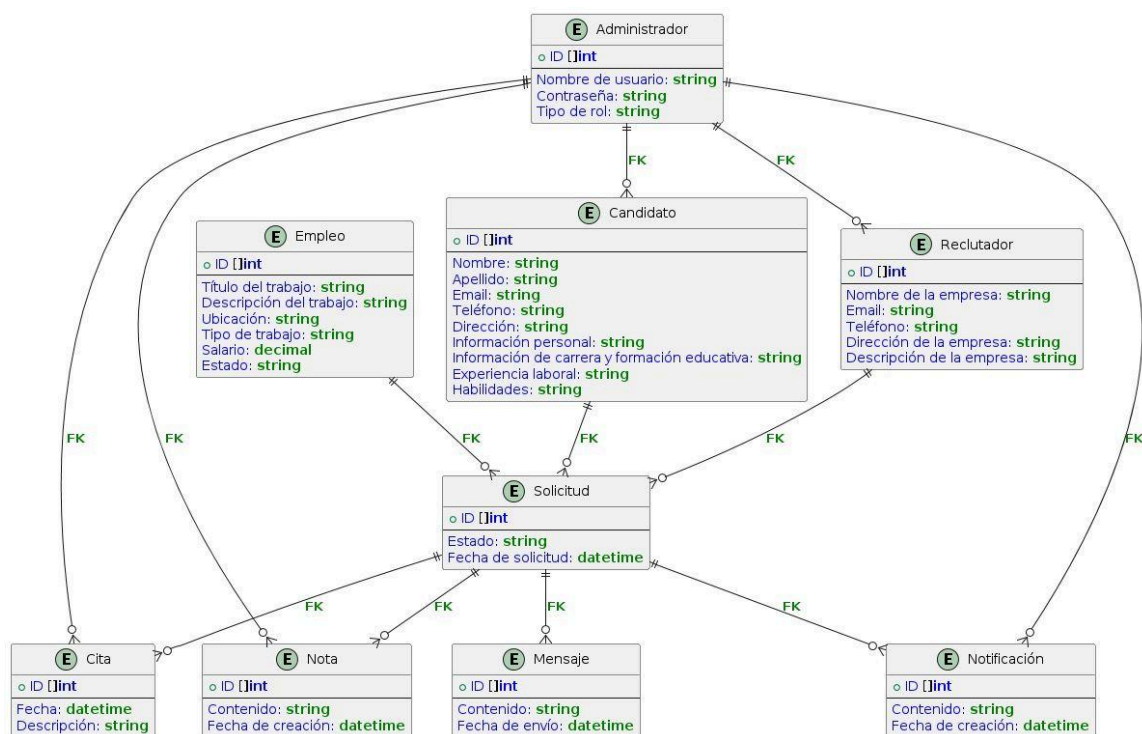 E Administrador
ID []int
Nombre de usuario: string
Contraseña: string
Tipo de rol: string
FK
FK
E Empleo
ID []int
Título del trabajo: string
Descripción del trabajo: string
Ubicación: string
Tipo de trabajo: string
Salario: decimal
Estado: string
E Candidato
ID []int
Nombre: string
Apellido: string
Email: string
Teléfono: string
Dirección: string
Información personal: string
Información de carrera y formación educativa: string
Experiencia laboral: string
Habilidades: string
E Reclutador
ID []int
Nombre de la empresa: string
Email: string
Teléfono: string
Dirección de la empresa: string
Descripción de la empresa: string
FK
FK
FK
FK
FK
FK
E Solicitud
ID []int
Estado: string
Fecha de solicitud: datetime
FK
FK
FK
FK
E Cita
ID []int
Fecha: datetime
Descripción: string
E Nota
ID []int
Contenido: string
Fecha de creación: datetime
E Mensaje
ID []int
Contenido: string
Fecha de envío: datetime
E Notificación
ID []int
Contenido: string
Fecha de creación: datetime